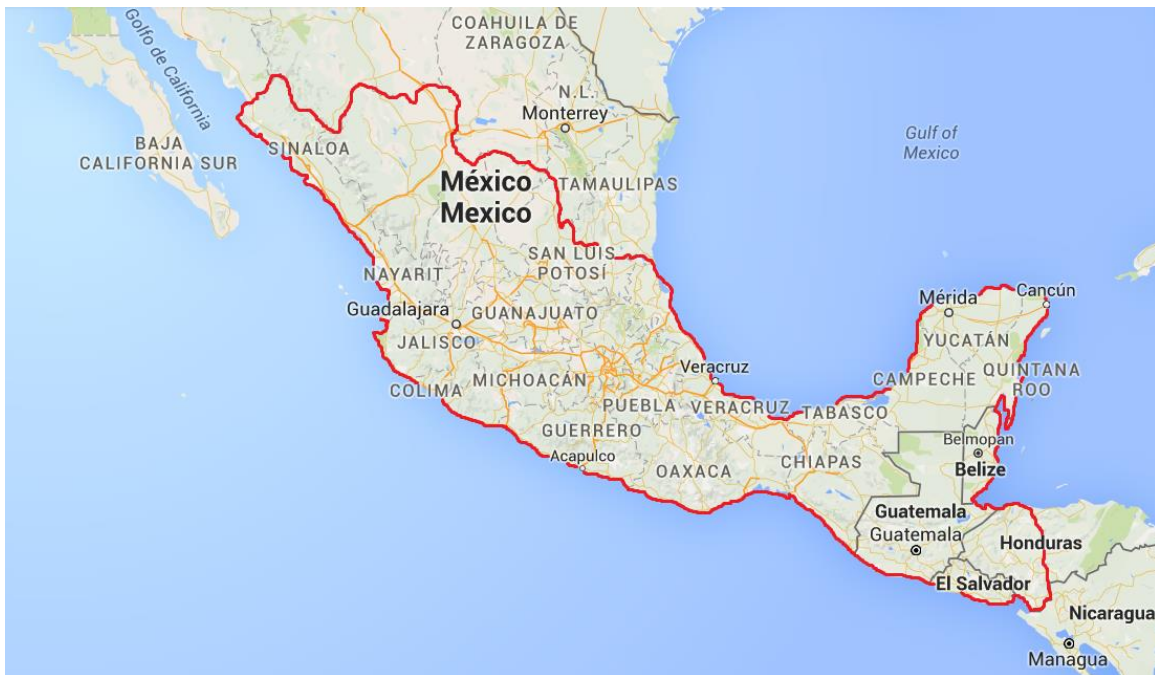 COAHUILA DE
ZARAGOZA
Golfo de California
N.L.
Monterrey
Gulf of
Mexico
BAJA
CALIFORNIA SUR
SINALOA
México
Mexico
TAMAULIPAS
SAN LUIS
POTOSÍ
NAYARIT
Mérida
Cancún
Guadalajara
GUANAJUATO
YUCATÁN
JALISCO
Veracruz
CAMPECHE
QUINTANA
ROO
COLIMA
MICHOACÁN
PUEBLA
VERACRUZ
TABASCO
GUERRERO
Belmopan
Acapulco
OAXACA
CHIAPAS
Belize
Guatemala
Guatemala
Honduras
El Salvador
Nicaragua
Managua